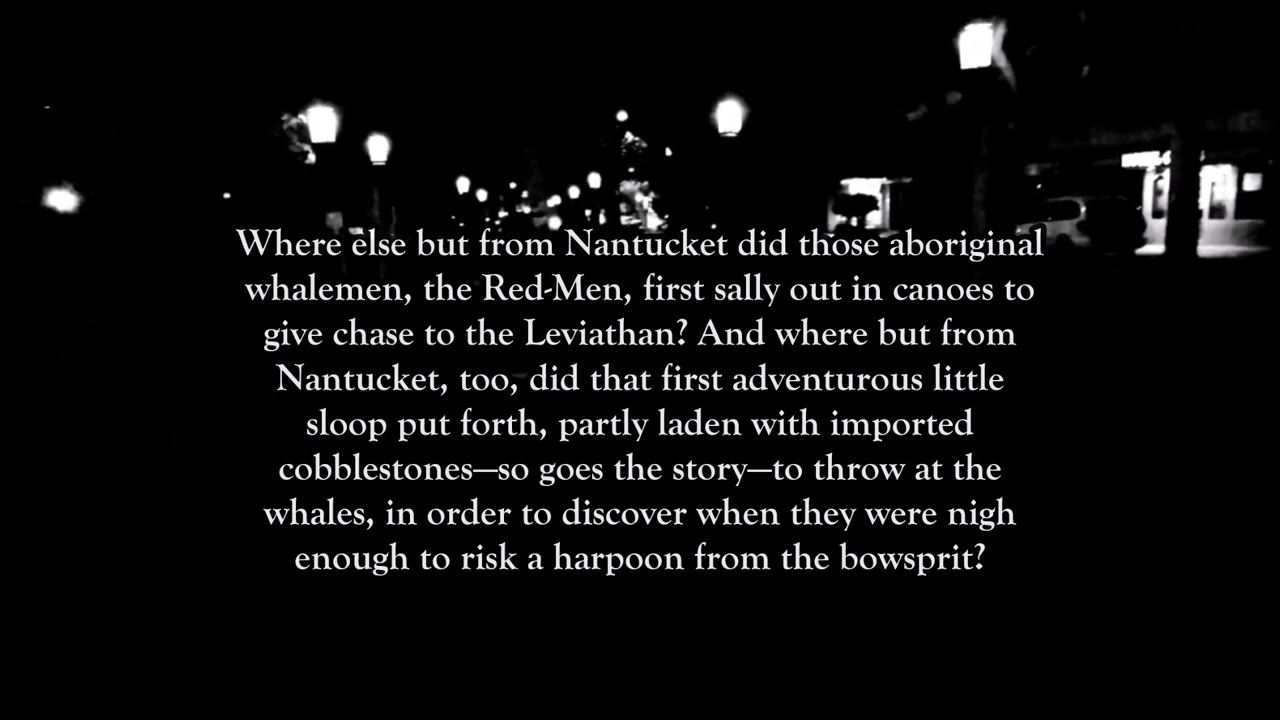 Where else but from Nantucket did those aboriginal
whalemen, the Red-Men, first sally out in canoes to
give chase to the Leviathan? And where but from
Nantucket, too, did that first adventurous little
sloop put forth, partly laden with imported
cobblestones—so goes the story—to throw at the
whales, in order to discover when they were nigh
enough to risk a harpoon from the bowsprit?